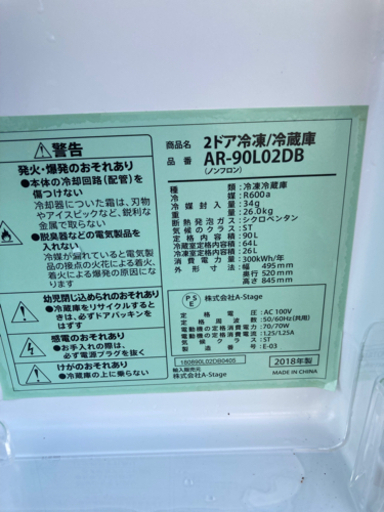 ⚠警告
発火・爆発のおそれあり
●本体の冷却回路(配管)を
傷つけない
冷却器についた霜は、刃物
やアイスピックなど、鋭利な
金属で取らない
●脱臭器などの電気製品を
入れない
冷媒が漏れていると電気製
品の接点の火花による着火
による爆発の原因になります
幼児閉じ込められのおそれあり
●冷蔵庫をリサイクルするとき
は、必ずドアパッキンを
はずす
感電のおそれあり
●お手入れの際は、
必ず電源プラグを抜く
けがのおそれあり
●冷蔵庫の上に乗らない
商品名 2ドア冷凍/冷蔵庫
品番 AR-90L02DB
(ノンフロン)
種類:冷凍冷蔵庫
冷媒:R600a
冷媒封入量:34g
重量:26.0kg
断熱発泡ガス:シクロペンタン
気候のクラス:ST
定格内容積:90L
冷蔵室定格内容積:64L
冷凍室定格内容積:26L
消費電力量:300kWh/年
外形寸法:幅 495mm
奥行 520mm
高さ 845mm
PSE 株式会社A-Stage
定格電圧:AC 100V
定格周波数:50/60Hz(共用)
電動機の定格消費電力:70/70W
電動機の定格消費電流:1.25/1.25A
気候クラス:ST
型番:E-03
180890L02DB0405
輸入販売元
株式会社A-Stage
2018年製
MADE IN CHINA